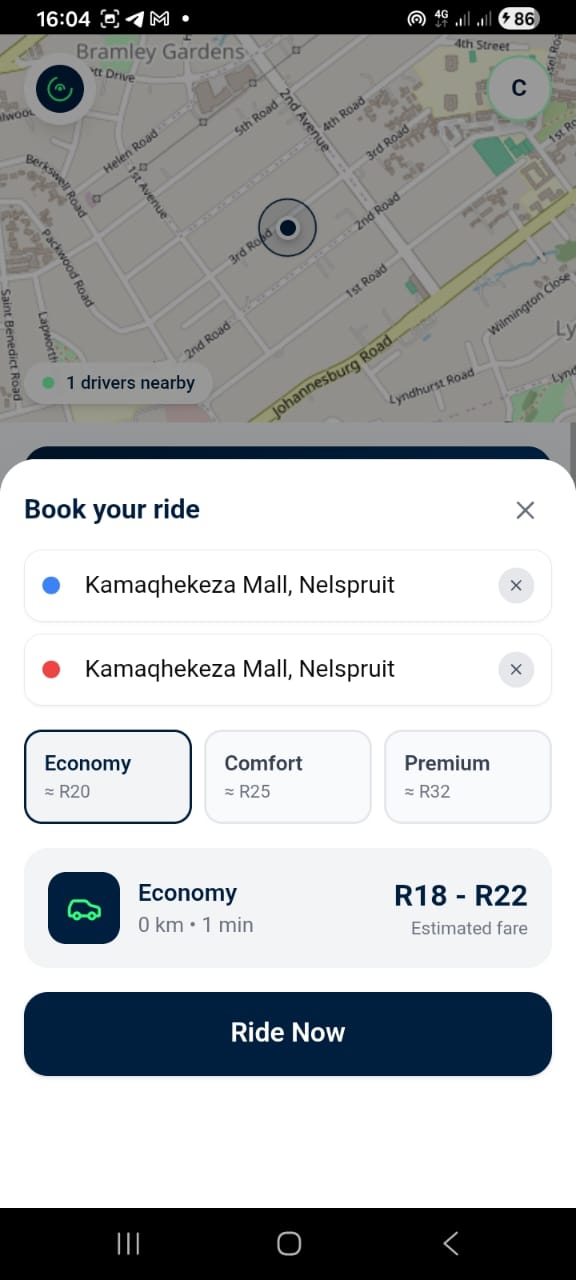 16:04
4G
86
Bramley Gardens
4th Street
C
2nd Avenue
4th Road
5th Road
3rd Road
1st Road
Helen Road
1st Avenue
Berkswell Road
Packwood Road
3rd Road
2nd Road
1st Road
2nd Road
Saint Benedict Road
Wilmington Close
Johannesburg Road
Lyndhurst Road
1 drivers nearby
Book your ride
Kamaqhekeza Mall, Nelspruit
Kamaqhekeza Mall, Nelspruit
Economy
≈ R20
Comfort
≈ R25
Premium
≈ R32
Economy
0 km • 1 min
R18 - R22
Estimated fare
Ride Now